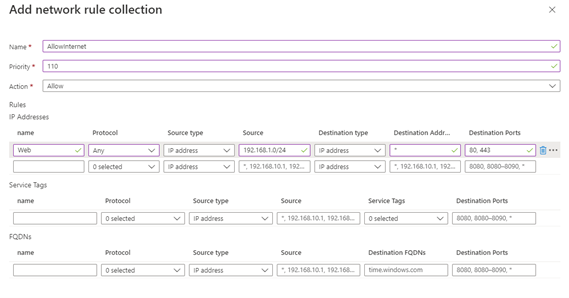 Add network rule collection
Name * AllowInternet
Priority * 110
Action * Allow
Rules
IP Addresses
name Protocol Source type Source Destination type Destination Addr... Destination Ports
Web Any IP address 192.168.1.0/24 IP address * 80, 443
0 selected IP address *, 192.168.10.1, 192... IP address *, 192.168.10.1, 192... 8080, 8080-8090, *
Service Tags
name Protocol Source type Source Service Tags Destination Ports
0 selected IP address *, 192.168.10.1, 192.168... 0 selected 8080, 8080-8090, *
FQDNs
name Protocol Source type Source Destination FQDNs Destination Ports
0 selected IP address *, 192.168.10.1, 192.168... time.windows.com 8080, 8080-8090, *